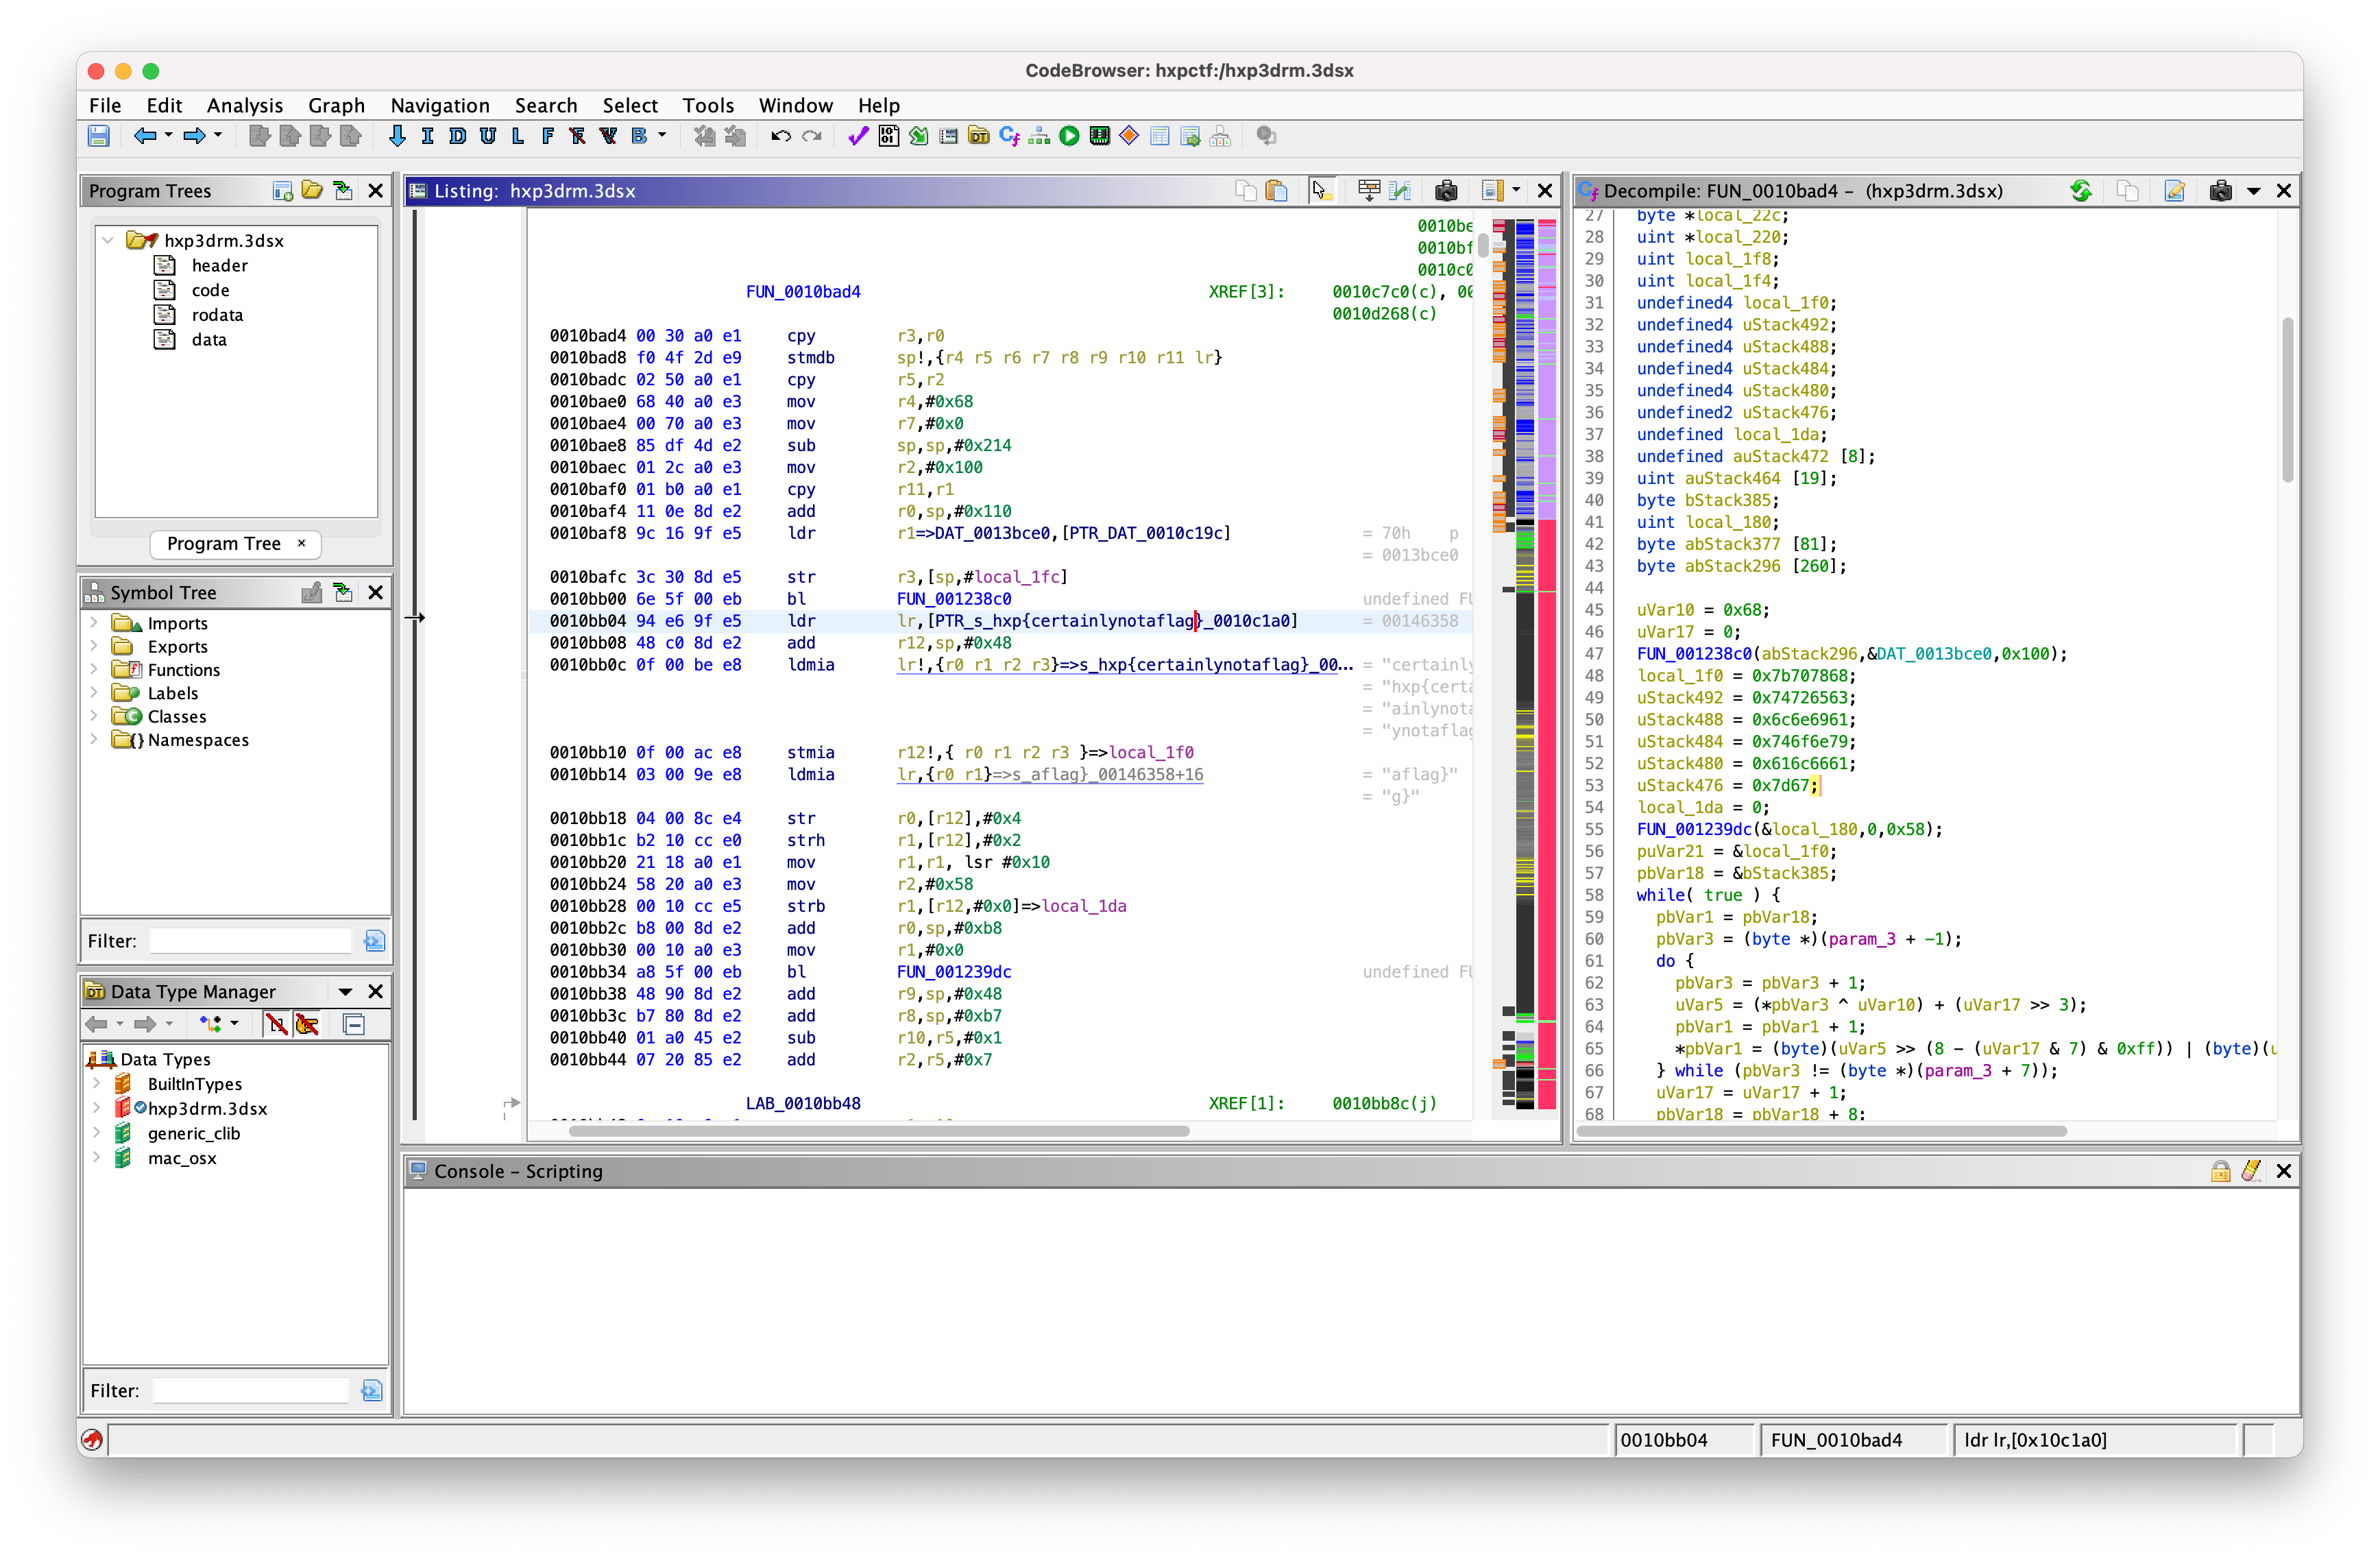 CodeBrowser: hxpctf:/hxp3drm.3dsx
File Edit Analysis Graph Navigation Search Select Tools Window Help
I D U L F F V B
Program Trees
hxp3drm.3dsx
header
code
rodata
data
Program Tree ×
Symbol Tree
Imports
Exports
Functions
Labels
Classes
Namespaces
Filter:
Data Type Manager
Data Types
BuiltInTypes
hxp3drm.3dsx
generic_clib
mac_osx
Filter:
Listing: hxp3drm.3dsx
0010be
0010bf
0010c0
FUN_0010bad4 XREF[3]: 0010c7c0(c), 00
0010d268(c)
0010bad4 00 30 a0 e1 cpy r3,r0
0010bad8 f0 4f 2d e9 stmdb sp!,{r4 r5 r6 r7 r8 r9 r10 r11 lr}
0010badc 02 50 a0 e1 cpy r5,r2
0010bae0 68 40 a0 e3 mov r4,#0x68
0010bae4 00 70 a0 e3 mov r7,#0x0
0010bae8 85 df 4d e2 sub sp,sp,#0x214
0010baec 01 2c a0 e3 mov r2,#0x100
0010baf0 01 b0 a0 e1 cpy r11,r1
0010baf4 11 0e 8d e2 add r0,sp,#0x110
0010baf8 9c 16 9f e5 ldr r1=>DAT_0013bce0,[PTR_DAT_0010c19c] = 70h p
= 0013bce0
0010bafc 3c 30 8d e5 str r3,[sp,#local_1fc]
0010bb00 6e 5f 00 eb bl FUN_001238c0 undefined FU
0010bb04 94 e6 9f e5 ldr lr,[PTR_s_hxp{certainlynotaflag}_0010c1a0] = 00146358
0010bb08 48 c0 8d e2 add r12,sp,#0x48
0010bb0c 0f 00 be e8 ldmia lr!,{r0 r1 r2 r3}=>s_hxp{certainlynotaflag}_00... = "certainly
= "hxp{certa
= "ainlynota
= "ynotaflag
0010bb10 0f 00 ac e8 stmia r12!,{ r0 r1 r2 r3 }=>local_1f0
0010bb14 03 00 9e e8 ldmia lr,{r0 r1}=>s_aflag}_00146358+16 = "aflag}"
= "g}"
0010bb18 04 00 8c e4 str r0,[r12],#0x4
0010bb1c b2 10 cc e0 strh r1,[r12],#0x2
0010bb20 21 18 a0 e1 mov r1,r1, lsr #0x10
0010bb24 58 20 a0 e3 mov r2,#0x58
0010bb28 00 10 cc e5 strb r1,[r12,#0x0]=>local_1da
0010bb2c b8 00 8d e2 add r0,sp,#0xb8
0010bb30 00 10 a0 e3 mov r1,#0x0
0010bb34 a8 5f 00 eb bl FUN_001239dc undefined FU
0010bb38 48 90 8d e2 add r9,sp,#0x48
0010bb3c b7 80 8d e2 add r8,sp,#0xb7
0010bb40 01 a0 45 e2 sub r10,r5,#0x1
0010bb44 07 20 85 e2 add r2,r5,#0x7
LAB_0010bb48 XREF[1]: 0010bb8c(j)
Decompile: FUN_0010bad4 – (hxp3drm.3dsx)
27 byte *local_22c;
28 uint *local_220;
29 uint local_1f8;
30 uint local_1f4;
31 undefined4 local_1f0;
32 undefined4 uStack492;
33 undefined4 uStack488;
34 undefined4 uStack484;
35 undefined4 uStack480;
36 undefined2 uStack476;
37 undefined local_1da;
38 undefined auStack472 [8];
39 uint auStack464 [19];
40 byte bStack385;
41 uint local_180;
42 byte abStack377 [81];
43 byte abStack296 [260];
44
45 uVar10 = 0x68;
46 uVar17 = 0;
47 FUN_001238c0(abStack296,&DAT_0013bce0,0x100);
48 local_1f0 = 0x7b707868;
49 uStack492 = 0x74726563;
50 uStack488 = 0x6c6e6961;
51 uStack484 = 0x746f6e79;
52 uStack480 = 0x616c6661;
53 uStack476 = 0x7d67;
54 local_1da = 0;
55 FUN_001239dc(&local_180,0,0x58);
56 puVar21 = &local_1f0;
57 pbVar18 = &bStack385;
58 while( true ) {
59 pbVar1 = pbVar18;
60 pbVar3 = (byte *)(param_3 + -1);
61 do {
62 pbVar3 = pbVar3 + 1;
63 uVar5 = (*pbVar3 ^ uVar10) + (uVar17 >> 3);
64 pbVar1 = pbVar1 + 1;
65 *pbVar1 = (byte)(uVar5 >> (8 - (uVar17 & 7) & 0xff)) | (byte)(u
66 } while (pbVar3 != (byte *)(param_3 + 7));
67 uVar17 = uVar17 + 1;
68 pbVar18 = pbVar18 + 8;
Console – Scripting
0010bb04 FUN_0010bad4 ldr lr,[0x10c1a0]